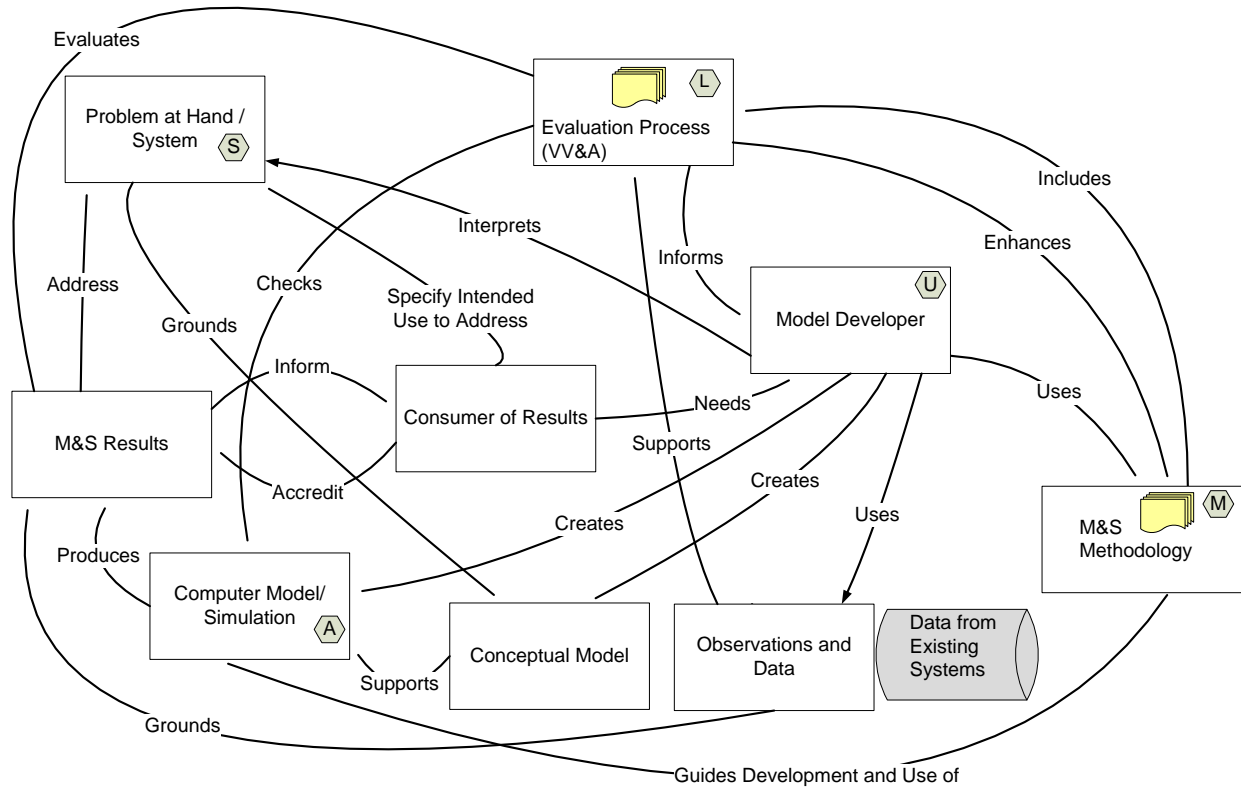 Evaluates
L
Problem at Hand /
System
S
Evaluation Process
(VV&A)
Includes
Interprets
Enhances
Informs
Address
Checks
U
Specify Intended
Use to Address
Grounds
Model Developer
Inform
Uses
Needs
Consumer of Results
M&S Results
Supports
Accredit
Creates
M
Creates
Uses
M&S
Methodology
Produces
Computer Model/
Simulation
A
Data from
Existing
Systems
Observations and
Data
Conceptual Model
Supports
Grounds
Guides Development and Use of